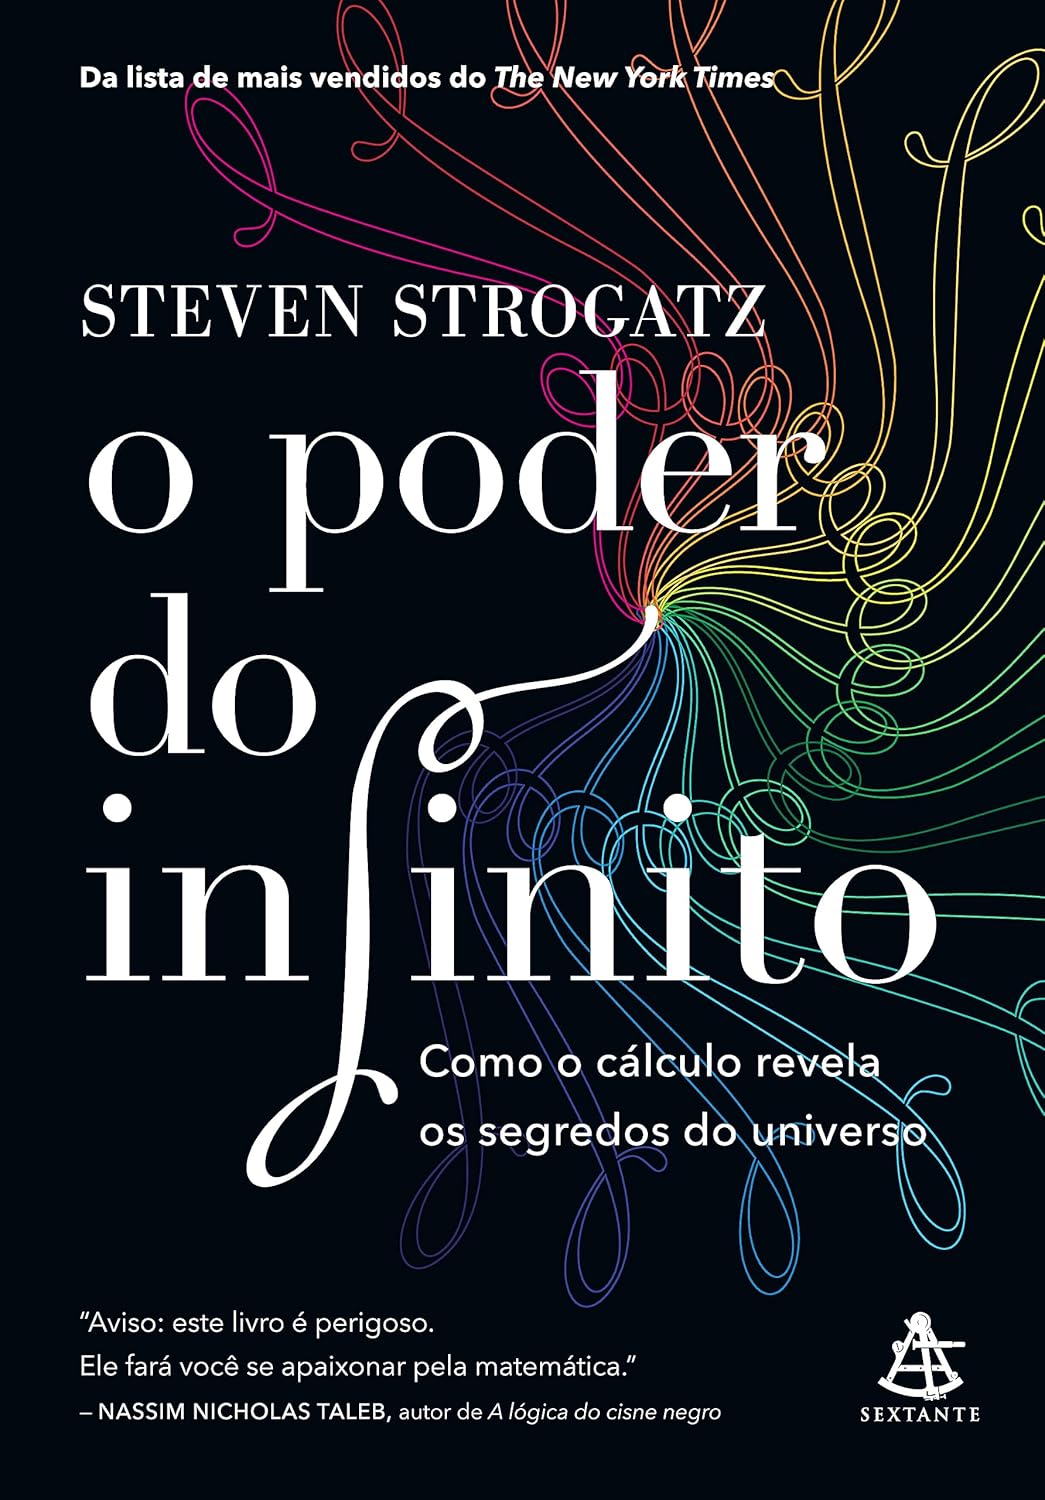 Da lista de mais vendidos do The New York Times
STEVEN STROGATZ
o poder
do
infinito
Como o cálculo revela
os segredos do universo
“Aviso: este livro é perigoso.
Ele fará você se apaixonar pela matemática.”
– NASSIM NICHOLAS TALEB, autor de A lógica do cisne negro
SEXTANTE